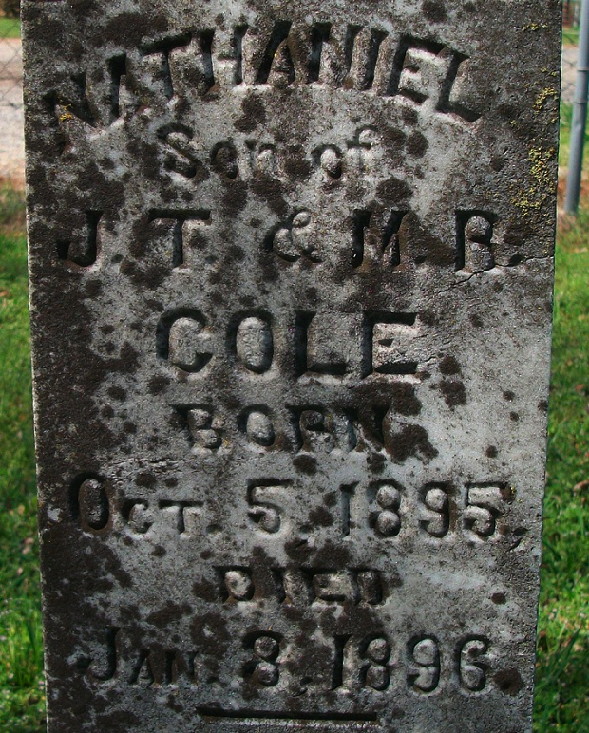 NATHANIEL
Son of
J. T. & M. R.
COLE.
BORN
OCT. 5, 1895,
DIED
JAN. 8, 1896.